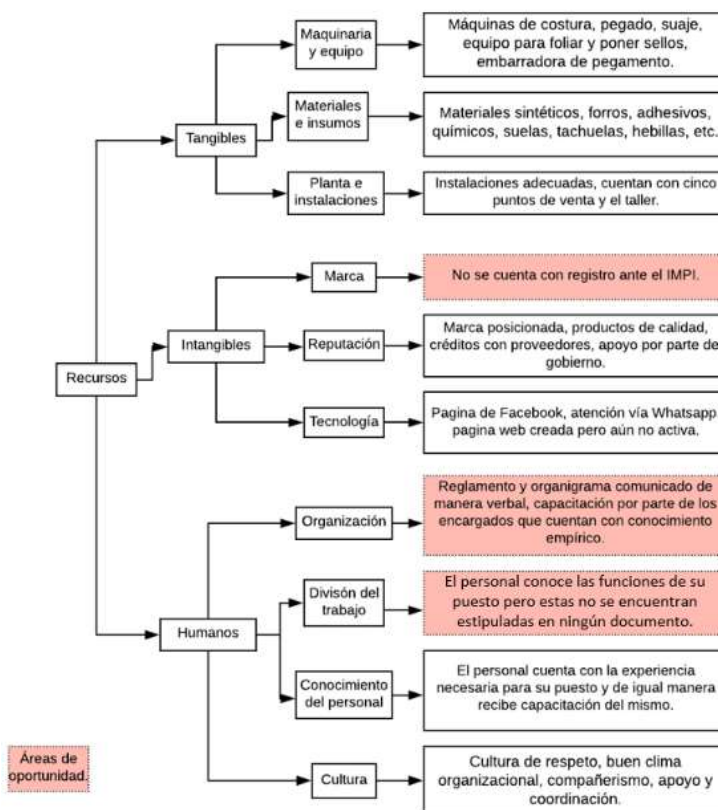 Maquinaria
y equipo
Máquinas de costura, pegado, suaje,
equipo para foliar y poner sellos,
embarradora de pegamento.
Tangibles
Materiales
e insumos
Materiales sintéticos, forros, adhesivos,
químicos, suelas, tachuelas, hebillas, etc.
Planta e
instalaciones
Instalaciones adecuadas, cuentan con cinco
puntos de venta y el taller.
Marca
No se cuenta con registro ante el IMPI.
Recursos
Intangibles
Reputación
Marca posicionada, productos de calidad,
créditos con proveedores, apoyo por parte de
gobierno.
Tecnología
Pagina de Facebook, atención vía Whatsapp
pagina web creada pero aún no activa.
Organización
Reglamento y organigrama comunicado de
manera verbal, capacitación por parte de los
encargados que cuentan con conocimiento
empírico.
Humanos
Divisón del
trabajo
El personal conoce las funciones de su
puesto pero estas no se encuentran
estipuladas en ningún documento.
Conocimiento
del personal
El personal cuenta con la experiencia
necesaria para su puesto y de igual manera
recibe capacitación del mismo.
Cultura
Cultura de respeto, buen clima
organizacional, compañerismo, apoyo y
coordinación.
Áreas de
oportunidad.